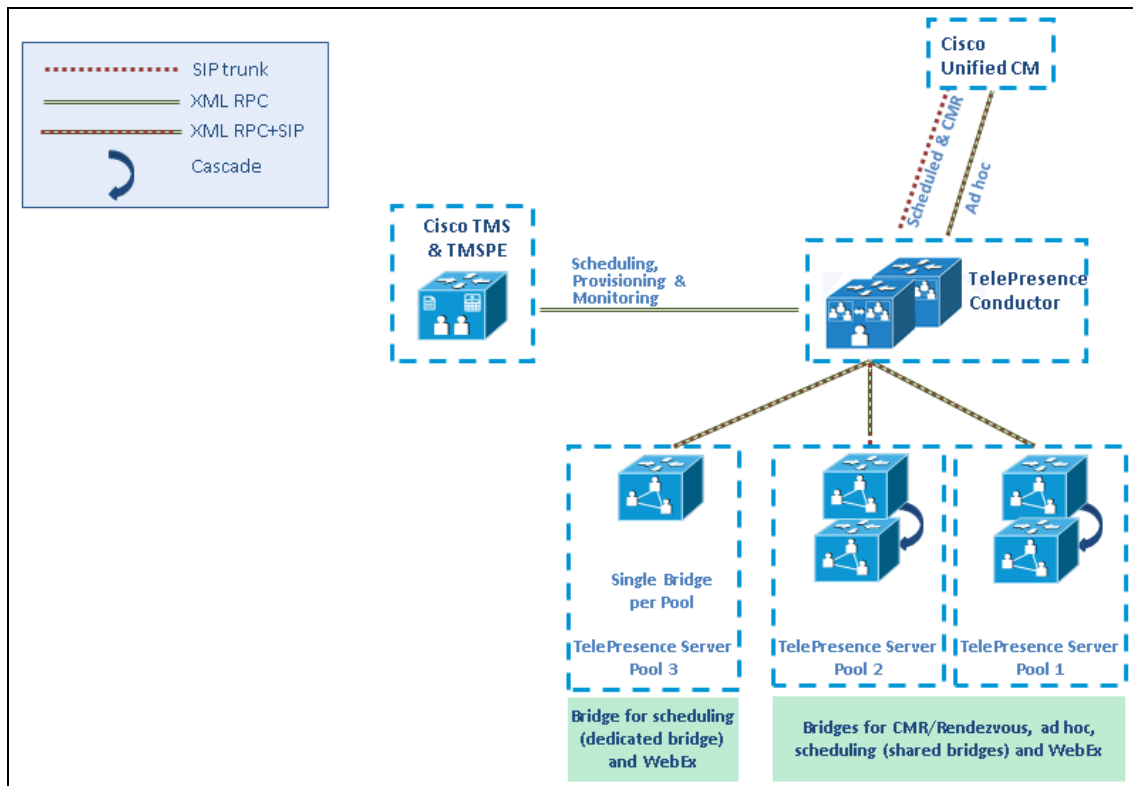 SIP trunk
XML RPC
XML RPC+SIP
Cascade
Cisco
Unified CM
Scheduled & CMR
Ad hoc
Cisco TMS
& TMSPE
Scheduling,
Provisioning &
Monitoring
TelePresence
Conductor
Single Bridge
per Pool
TelePresence Server
Pool 3
TelePresence Server
Pool 2
TelePresence Server
Pool 1
Bridge for scheduling
(dedicated bridge)
and WebEx
Bridges for CMR/Rendezvous, ad hoc,
scheduling (shared bridges) and WebEx